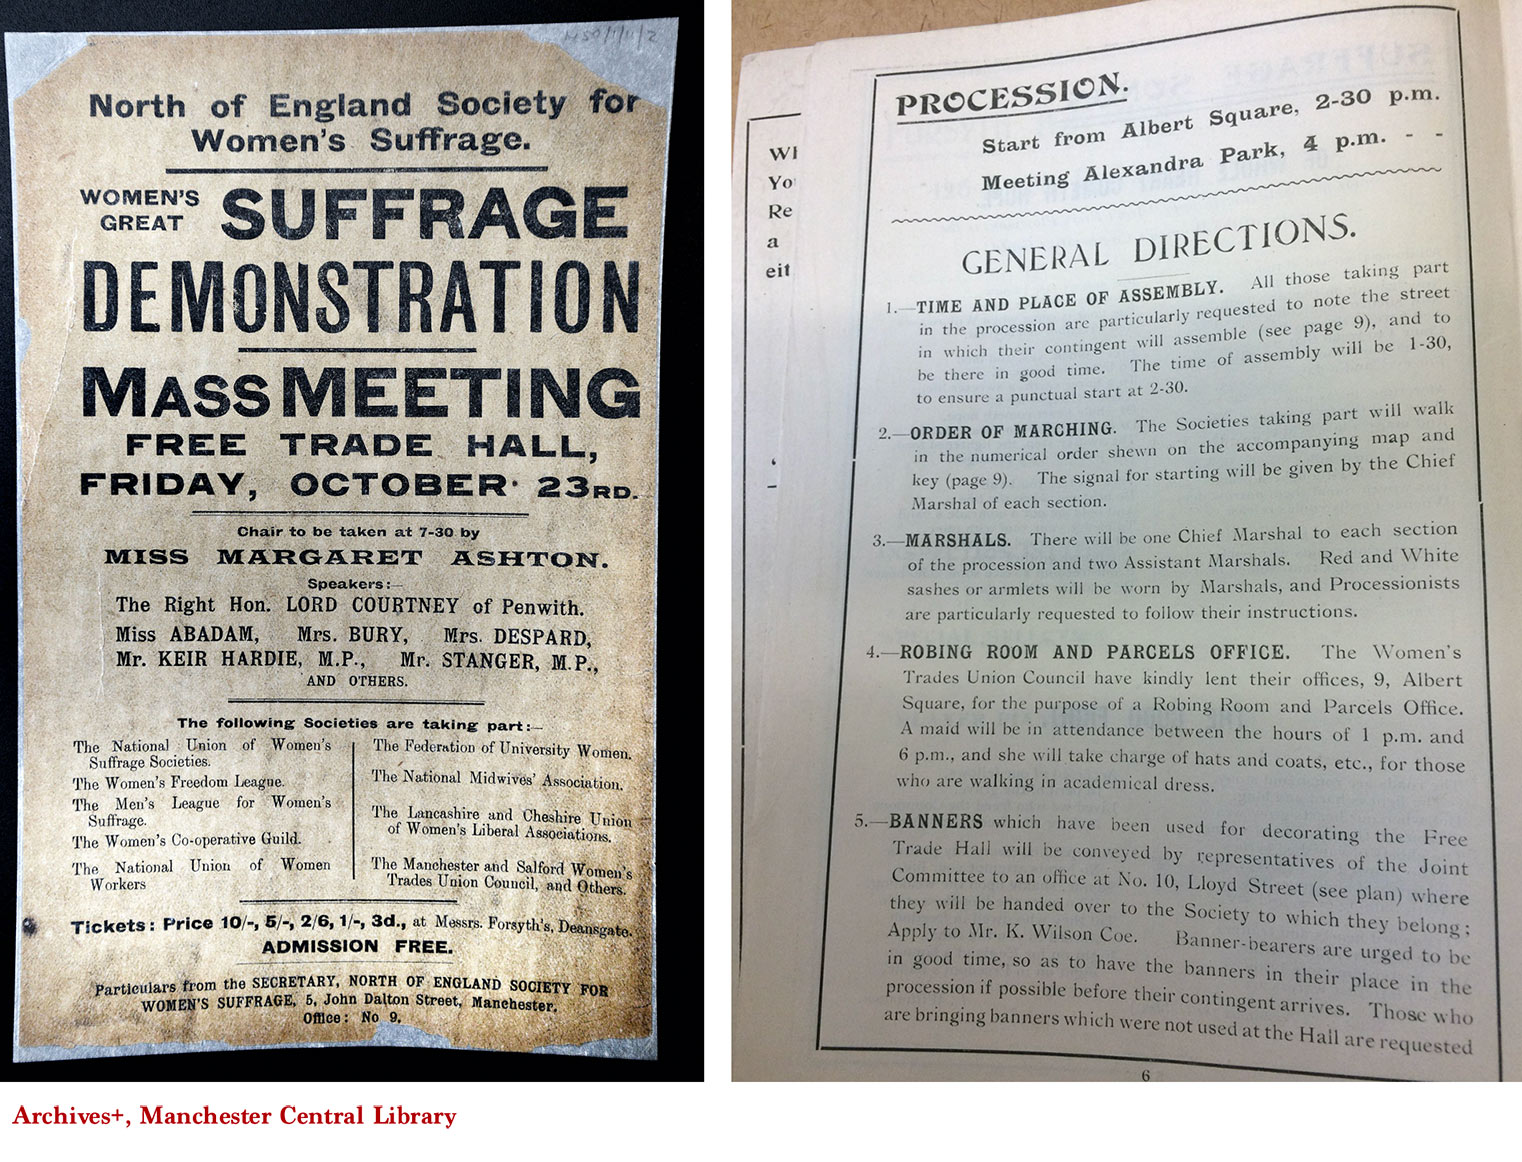 North of England Society for
Women's Suffrage.
WOMEN'S
GREAT
SUFFRAGE
DEMONSTRATION
MASS MEETING
FREE TRADE HALL,
FRIDAY, OCTOBER 23RD.
Chair to be taken at 7-30 by
MISS MARGARET ASHTON.
Speakers:—
The Right Hon. LORD COURTNEY of Penwith.
Miss ABADAM, Mrs. BURY, Mrs. DESPARD,
Mr. KEIR HARDIE, M.P., Mr. STANGER, M.P.,
AND OTHERS.
The following Societies are taking part:—
The National Union of Women's
Suffrage Societies.
The Women's Freedom League.
The Men's League for Women's
Suffrage.
The Women's Co-operative Guild.
The National Union of Women
Workers
The Federation of University Women.
The National Midwives' Association.
The Lancashire and Cheshire Union
of Women's Liberal Associations.
The Manchester and Salford Women's
Trades Union Council, and Others.
Tickets: Price 10/-, 5/-, 2/6, 1/-, 3d., at Messrs. Forsyth's, Deansgate.
ADMISSION FREE.
Particulars from the SECRETARY, NORTH OF ENGLAND SOCIETY FOR
WOMEN'S SUFFRAGE, 5, John Dalton Street, Manchester.
Office: No 9.
Yo
Re
a
eit
PROCESSION.
Start from Albert Square, 2-30 p.m.
Meeting Alexandra Park, 4 p.m. - -
GENERAL DIRECTIONS.
1.—TIME AND PLACE OF ASSEMBLY. All those taking part
in the procession are particularly requested to note the street
in which their contingent will assemble (see page 9), and to
be there in good time. The time of assembly will be 1-30,
to ensure a punctual start at 2-30.
2.—ORDER OF MARCHING. The Societies taking part will walk
in the numerical order shewn on the accompanying map and
key (page 9). The signal for starting will be given by the Chief
Marshal of each section.
3.—MARSHALS. There will be one Chief Marshal to each section
of the procession and two Assistant Marshals. Red and White
sashes or armlets will be worn by Marshals, and Processionists
are particularly requested to follow their instructions.
4.—ROBING ROOM AND PARCELS OFFICE. The Women's
Trades Union Council have kindly lent their offices, 9, Albert
Square, for the purpose of a Robing Room and Parcels Office.
A maid will be in attendance between the hours of 1 p.m. and
6 p.m., and she will take charge of hats and coats, etc., for those
who are walking in academical dress.
5.—BANNERS which have been used for decorating the Free
Trade Hall will be conveyed by representatives of the Joint
Committee to an office at No. 10, Lloyd Street (see plan) where
they will be handed over to the Society to which they belong;
Apply to Mr. K. Wilson Coe. Banner-bearers are urged to be
in good time, so as to have the banners in their place in the
procession if possible before their contingent arrives. Those who
are bringing banners which were not used at the Hall are requested
6
Archives+, Manchester Central Library